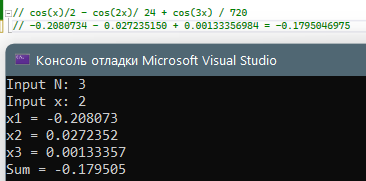 // cos(x)/2 - cos(2x)/ 24 + cos(3x) / 720
// -0.2080734 - 0.027235150 + 0.00133356984 = -0.1795046975
Консоль отладки Microsoft Visual Studio
Input N: 3
Input x: 2
x1 = -0.208073
x2 = 0.0272352
x3 = 0.00133357
Sum = -0.179505